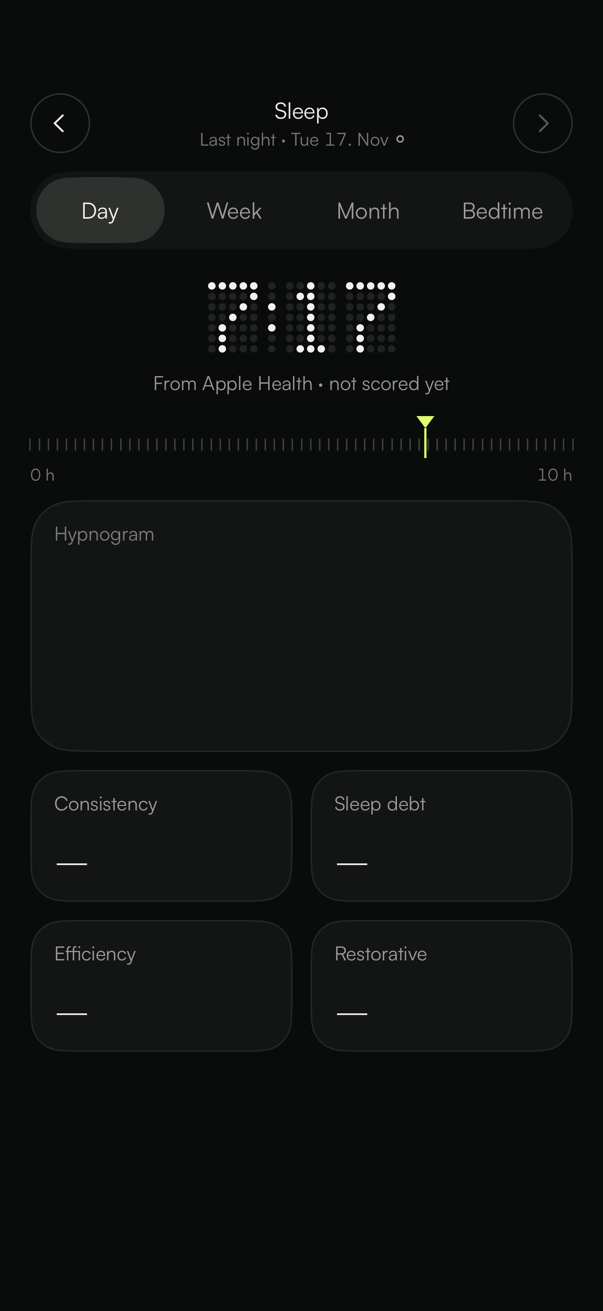 Sleep
Last night · Tue 17. Nov
Day Week Month Bedtime
7:17
From Apple Health · not scored yet
0 h 10 h
Hypnogram
Consistency Sleep debt
— —
Efficiency Restorative
— —